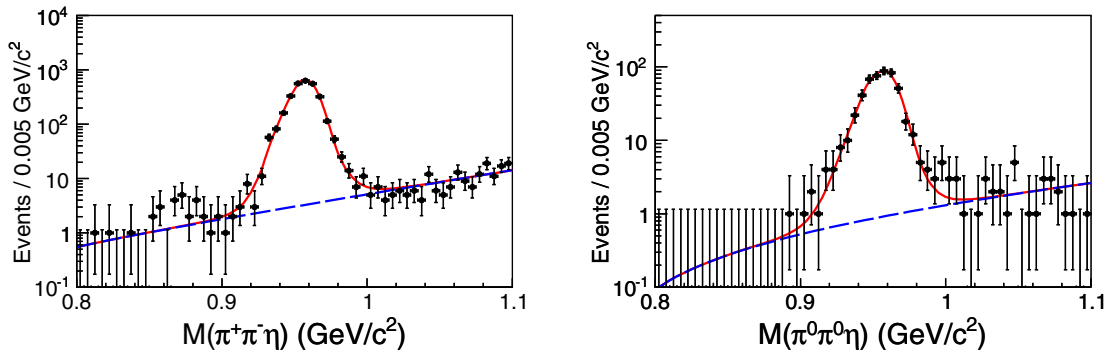 Events / 0.005 GeV/c²
10⁴
10³
10²
10
1
10⁻¹
0.8 0.9 1 1.1
M(π⁺π⁻η) (GeV/c²)
Events / 0.005 GeV/c²
10²
10
1
10⁻¹
0.8 0.9 1 1.1
M(π⁰π⁰η) (GeV/c²)